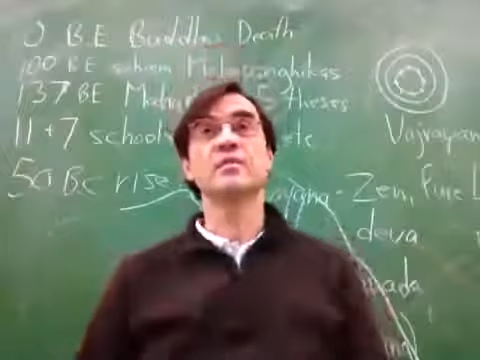 0 B.E Buddha Death
100 BE schism Mahasanghikas
137 BE 5 theses
11 + 7 schools
Vajrayana
50 BC rise - Zen, Pure L
deva